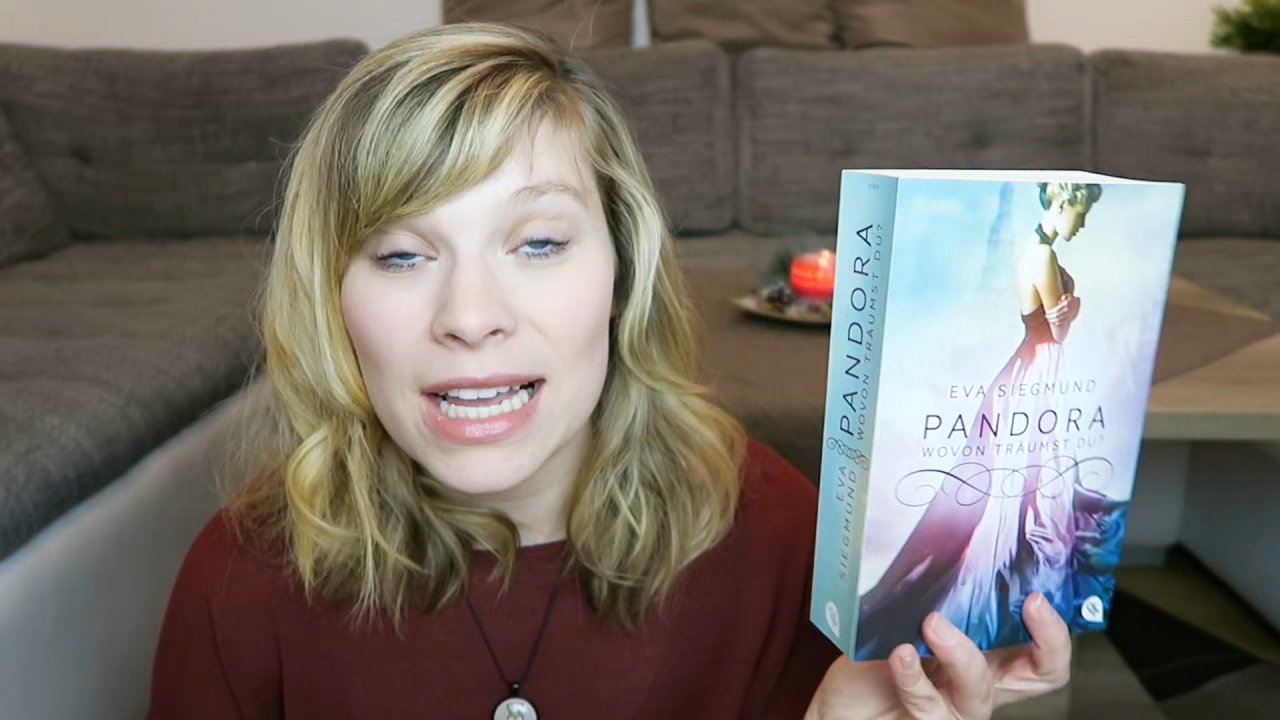 EVA SIEGMUND
PANDORA
WOVON TRÄUMST DU?
EVA
SIEGMUND
PANDORA
WOVON TRÄUMST DU?